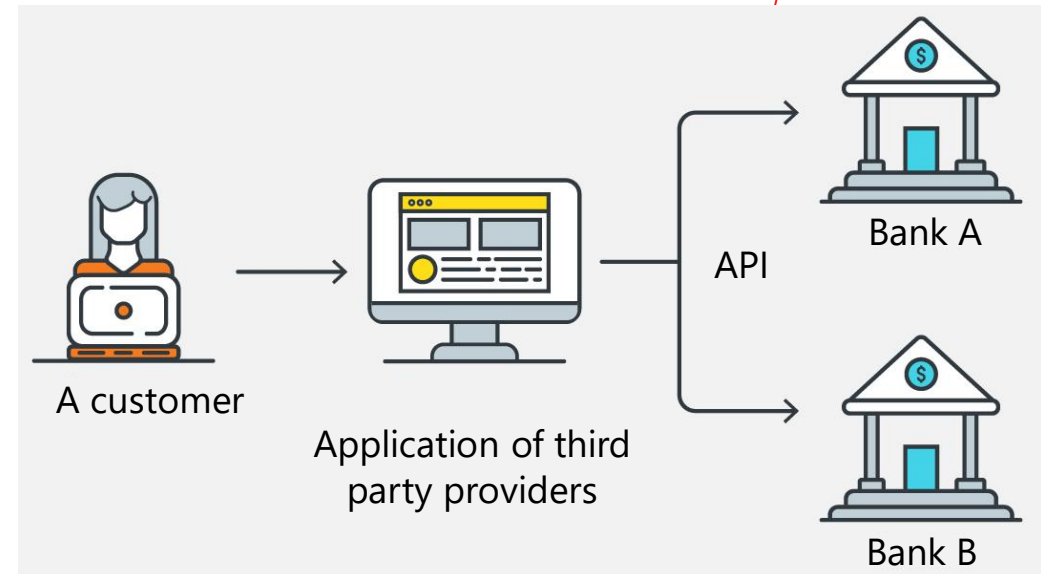 Bank A
API
A customer
Application of third
party providers
Bank B
$
$